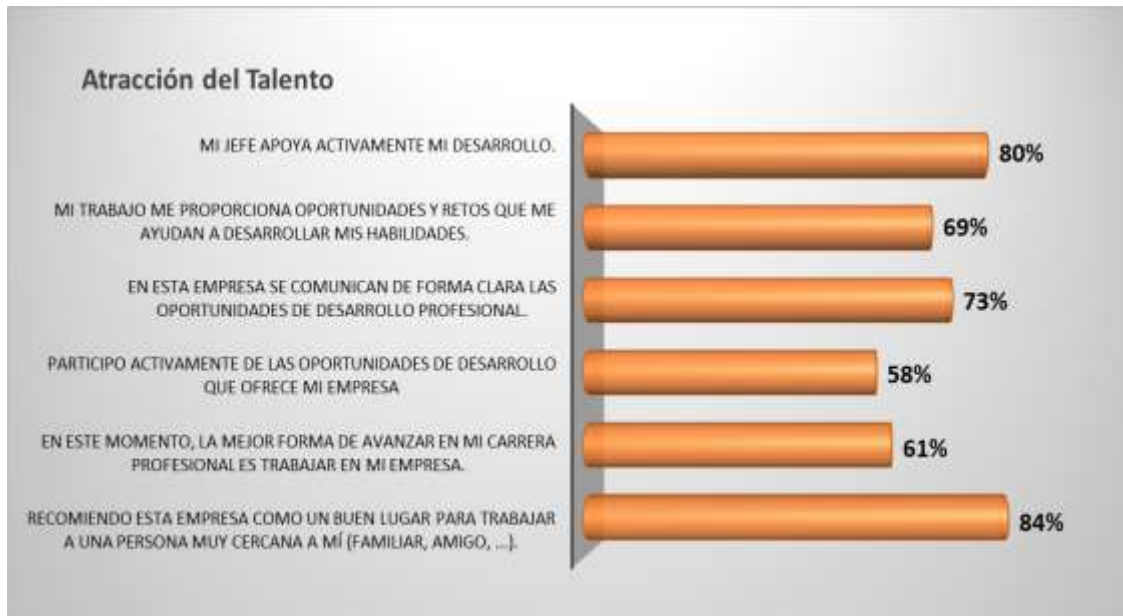 Atracción del Talento
MI JEFE APOYA ACTIVAMENTE MI DESARROLLO.
80%
MI TRABAJO ME PROPORCIONA OPORTUNIDADES Y RETOS QUE ME
AYUDAN A DESARROLLAR MIS HABILIDADES.
69%
EN ESTA EMPRESA SE COMUNICAN DE FORMA CLARA LAS
OPORTUNIDADES DE DESARROLLO PROFESIONAL.
73%
PARTICIPO ACTIVAMENTE DE LAS OPORTUNIDADES DE DESARROLLO
QUE OFRECE MI EMPRESA
58%
EN ESTE MOMENTO, LA MEJOR FORMA DE AVANZAR EN MI CARRERA
PROFESIONAL ES TRABAJAR EN MI EMPRESA.
61%
RECOMIENDO ESTA EMPRESA COMO UN BUEN LUGAR PARA TRABAJAR
A UNA PERSONA MUY CERCANA A MÍ (FAMILIAR, AMIGO, ...).
84%